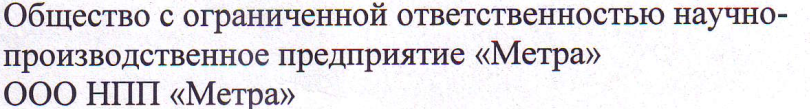 Общество с ограниченной ответственностью научно-
производственное предприятие «Метра»
ООО НПП «Метра»